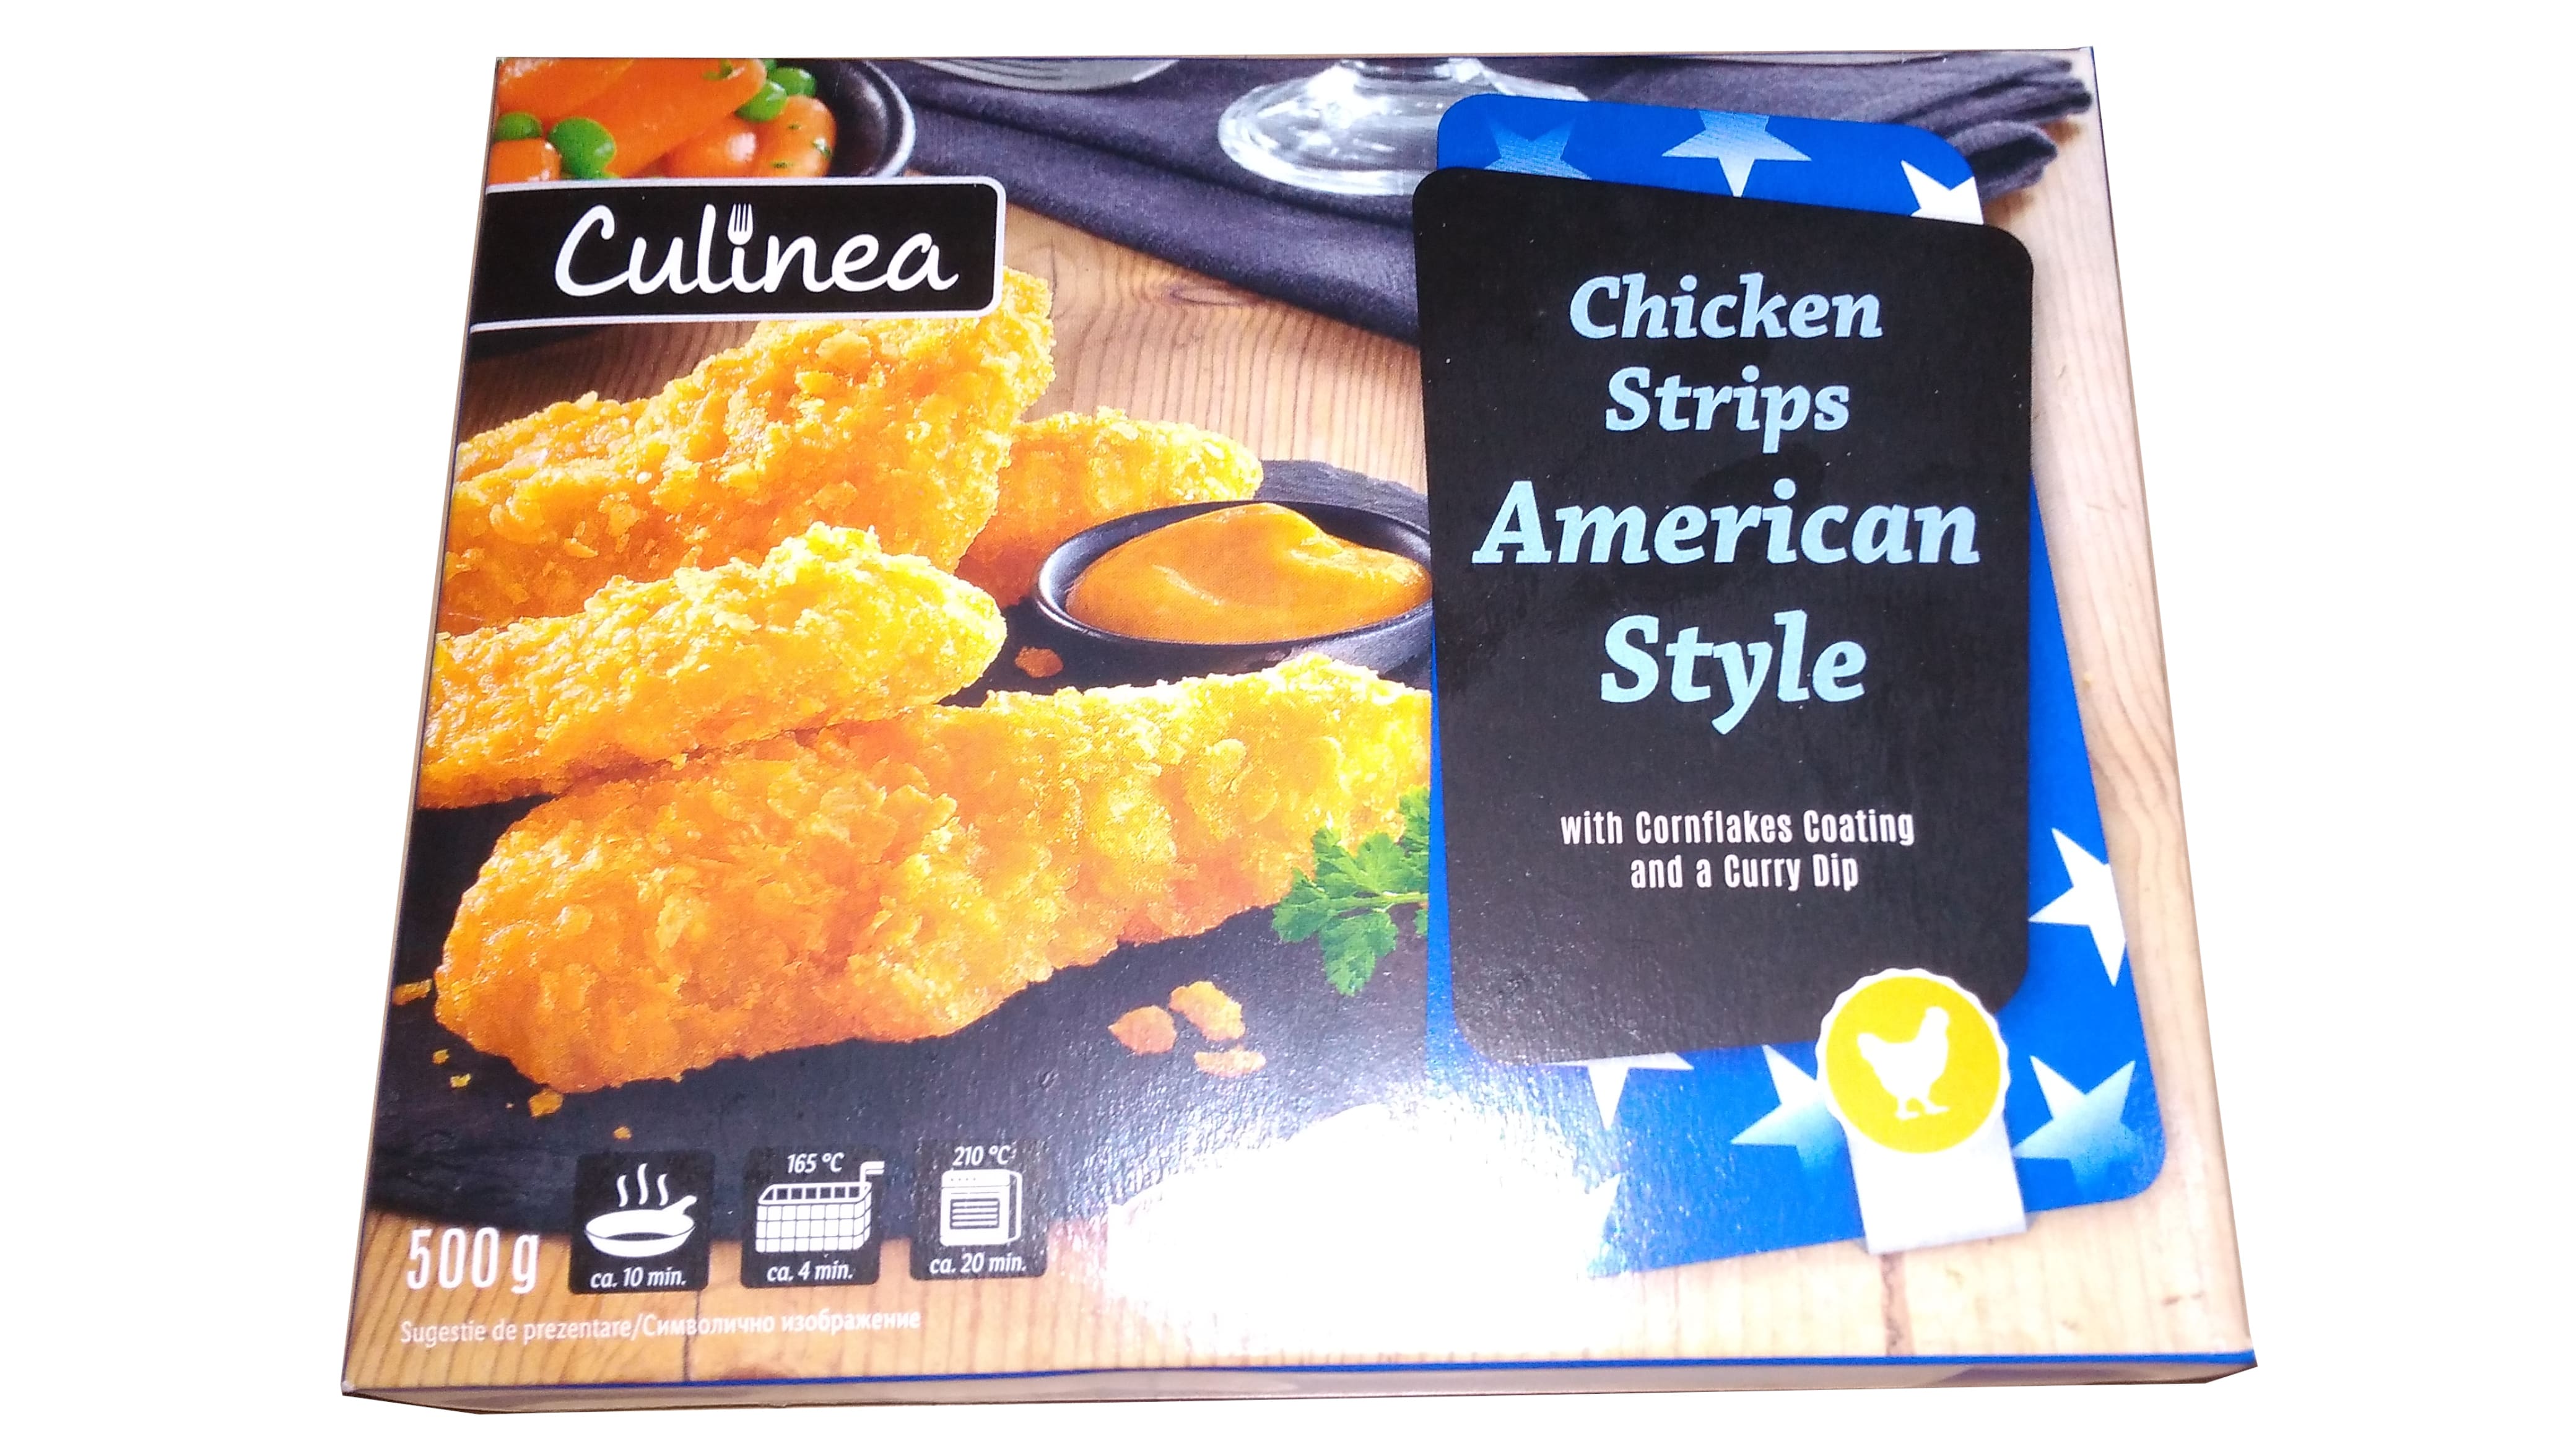 Culinea
Chicken
Strips
American
Style
with Cornflakes Coating
and a Curry Dip
165 °C
210 °C
500 g
ca. 10 min.
ca. 4 min.
ca. 20 min.
Sugestie de prezentare/Символично изображение